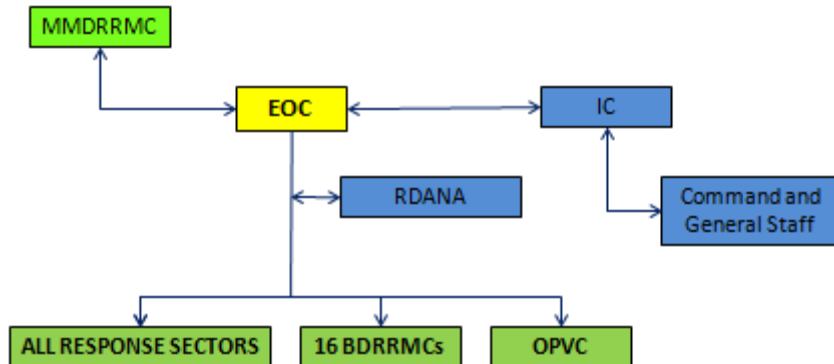 MMDRRMC
EOC
IC
RDANA
Command and
General Staff
ALL RESPONSE SECTORS
16 BDRRMCs
OPVC